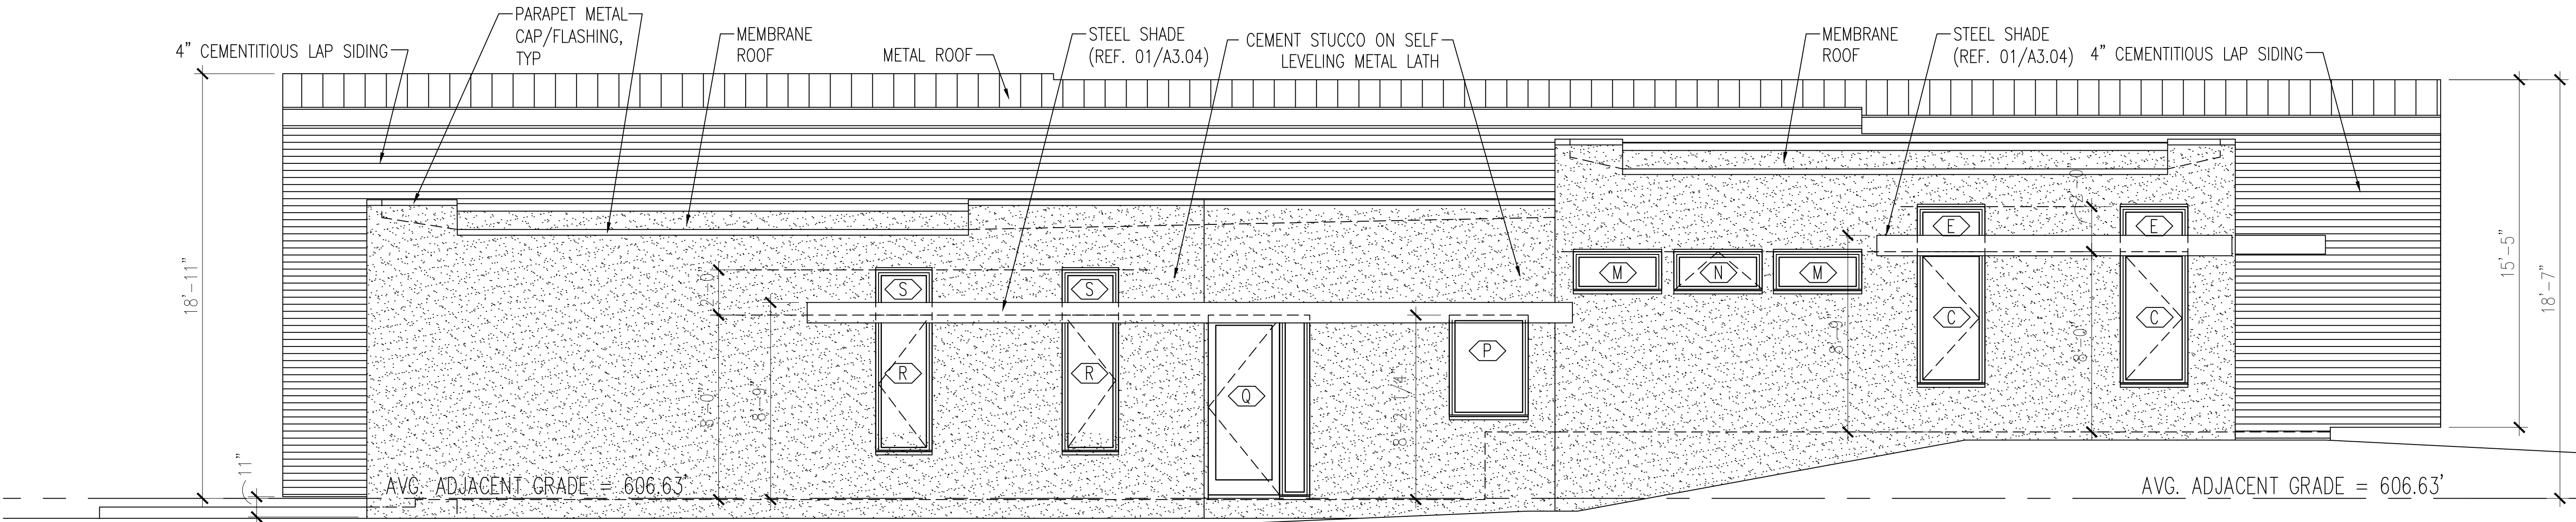 4" CEMENTITIOUS LAP SIDING
PARAPET METAL
CAP/FLASHING,
TYP
MEMBRANE
ROOF
METAL ROOF
STEEL SHADE
(REF. 01/A3.04)
CEMENT STUCCO ON SELF
LEVELING METAL LATH
MEMBRANE
ROOF
STEEL SHADE
(REF. 01/A3.04)
4" CEMENTITIOUS LAP SIDING
18'-11"
11"
2'-0"
8'-0"
8'-9"
S
S
R
R
Q
8'-2 1/4"
P
M
N
M
8'-9"
2'-0"
8'-0"
E
E
C
C
15'-5"
18'-7"
AVG. ADJACENT GRADE = 606.63'
AVG. ADJACENT GRADE = 606.63'